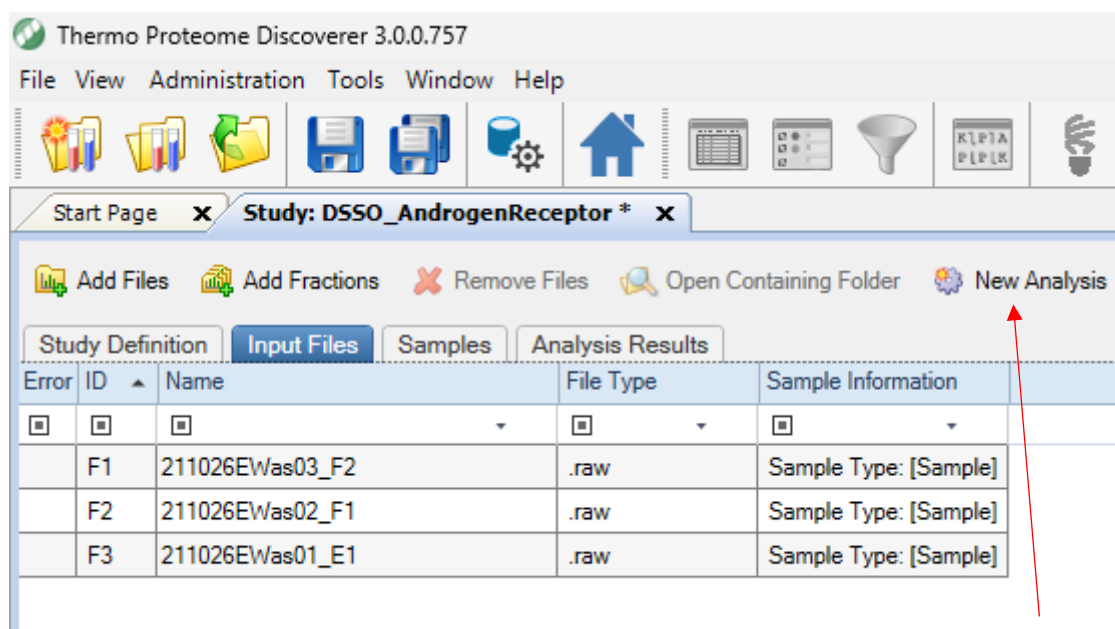 Thermo Proteome Discoverer 3.0.0.757
File View Administration Tools Window Help
K P A
P P K
Start Page x Study: DSSO_AndrogenReceptor * x
Add Files Add Fractions Remove Files Open Containing Folder New Analysis
Study Definition Input Files Samples Analysis Results
Error ID Name File Type Sample Information
F1 211026EWas03_F2 .raw Sample Type: [Sample]
F2 211026EWas02_F1 .raw Sample Type: [Sample]
F3 211026EWas01_E1 .raw Sample Type: [Sample]